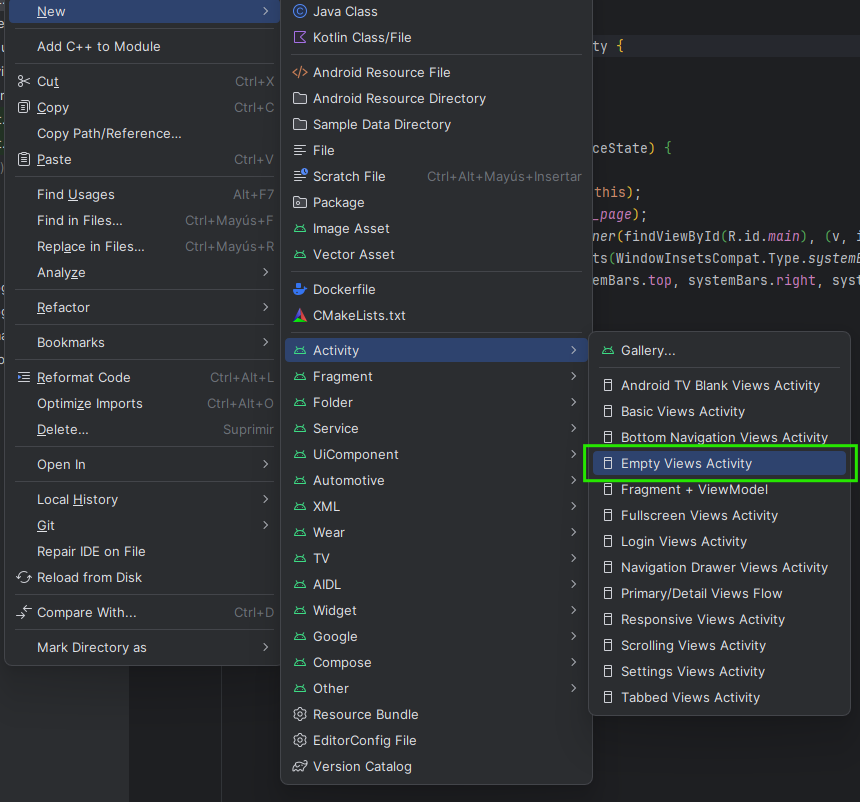 New
Add C++ to Module
Cut Ctrl+X
Copy Ctrl+C
Copy Path/Reference...
Paste Ctrl+V
Find Usages Alt+F7
Find in Files... Ctrl+Mayús+F
Replace in Files... Ctrl+Mayús+R
Analyze
Refactor
Bookmarks
Reformat Code Ctrl+Alt+L
Optimize Imports Ctrl+Alt+O
Delete... Suprimir
Open In
Local History
Git
Repair IDE on File
Reload from Disk
Compare With... Ctrl+D
Mark Directory as
Java Class
Kotlin Class/File
Android Resource File
Android Resource Directory
Sample Data Directory
File
Scratch File Ctrl+Alt+Mayús+Insertar
Package
Image Asset
Vector Asset
Dockerfile
CMakeLists.txt
Activity
Fragment
Folder
Service
UiComponent
Automotive
XML
Wear
TV
AIDL
Widget
Google
Compose
Other
Resource Bundle
EditorConfig File
Version Catalog
ty {
ceState) {
this);
_page);
ner(findViewById(R.id.main), (v, i
ts(WindowInsetsCompat.Type.systemB
emBars.top, systemBars.right, syst
Gallery...
Android TV Blank Views Activity
Basic Views Activity
Bottom Navigation Views Activity
Empty Views Activity
Fragment + ViewModel
Fullscreen Views Activity
Login Views Activity
Navigation Drawer Views Activity
Primary/Detail Views Flow
Responsive Views Activity
Scrolling Views Activity
Settings Views Activity
Tabbed Views Activity